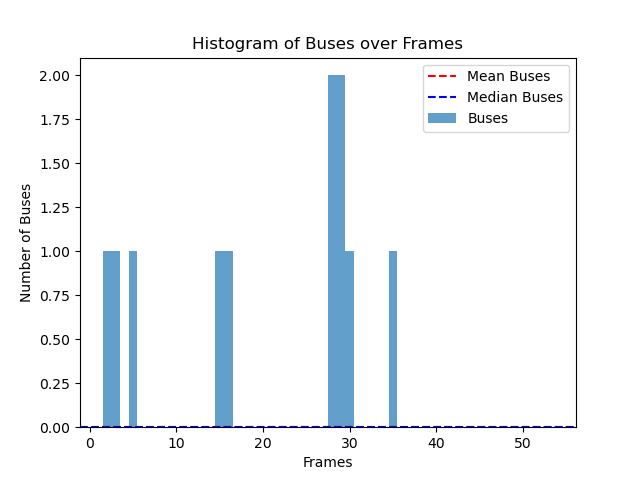 Histogram of Buses over Frames
Mean Buses
Median Buses
Buses
2.00
1.75
1.50
1.25
1.00
0.75
0.50
0.25
0.00
Number of Buses
0 10 20 30 40 50
Frames